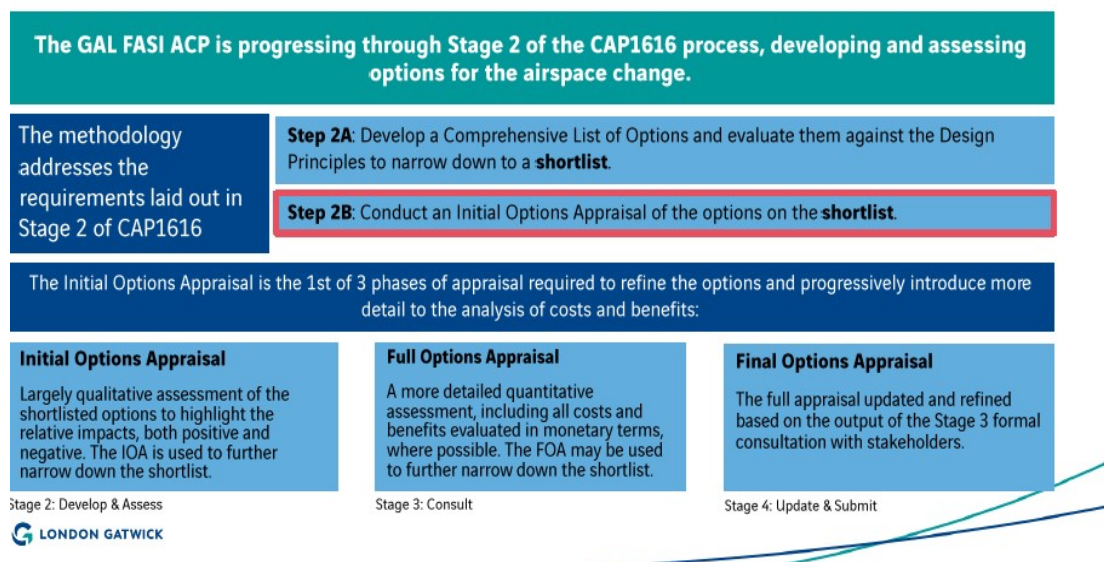 The GAL FASI ACP is progressing through Stage 2 of the CAP1616 process, developing and assessing
options for the airspace change.
The methodology
addresses the
requirements laid out in
Stage 2 of CAP1616
Step 2A: Develop a Comprehensive List of Options and evaluate them against the Design
Principles to narrow down to a shortlist.
Step 2B: Conduct an Initial Options Appraisal of the options on the shortlist.
The Initial Options Appraisal is the 1st of 3 phases of appraisal required to refine the options and progressively introduce more
detail to the analysis of costs and benefits:
Initial Options Appraisal
Largely qualitative assessment of the
shortlisted options to highlight the
relative impacts, both positive and
negative. The IOA is used to further
narrow down the shortlist.
Stage 2: Develop & Assess
Full Options Appraisal
A more detailed quantitative
assessment, including all costs and
benefits evaluated in monetary terms,
where possible. The FOA may be used
to further narrow down the shortlist.
Stage 3: Consult
Final Options Appraisal
The full appraisal updated and refined
based on the output of the Stage 3 formal
consultation with stakeholders.
Stage 4: Update & Submit
LONDON GATWICK